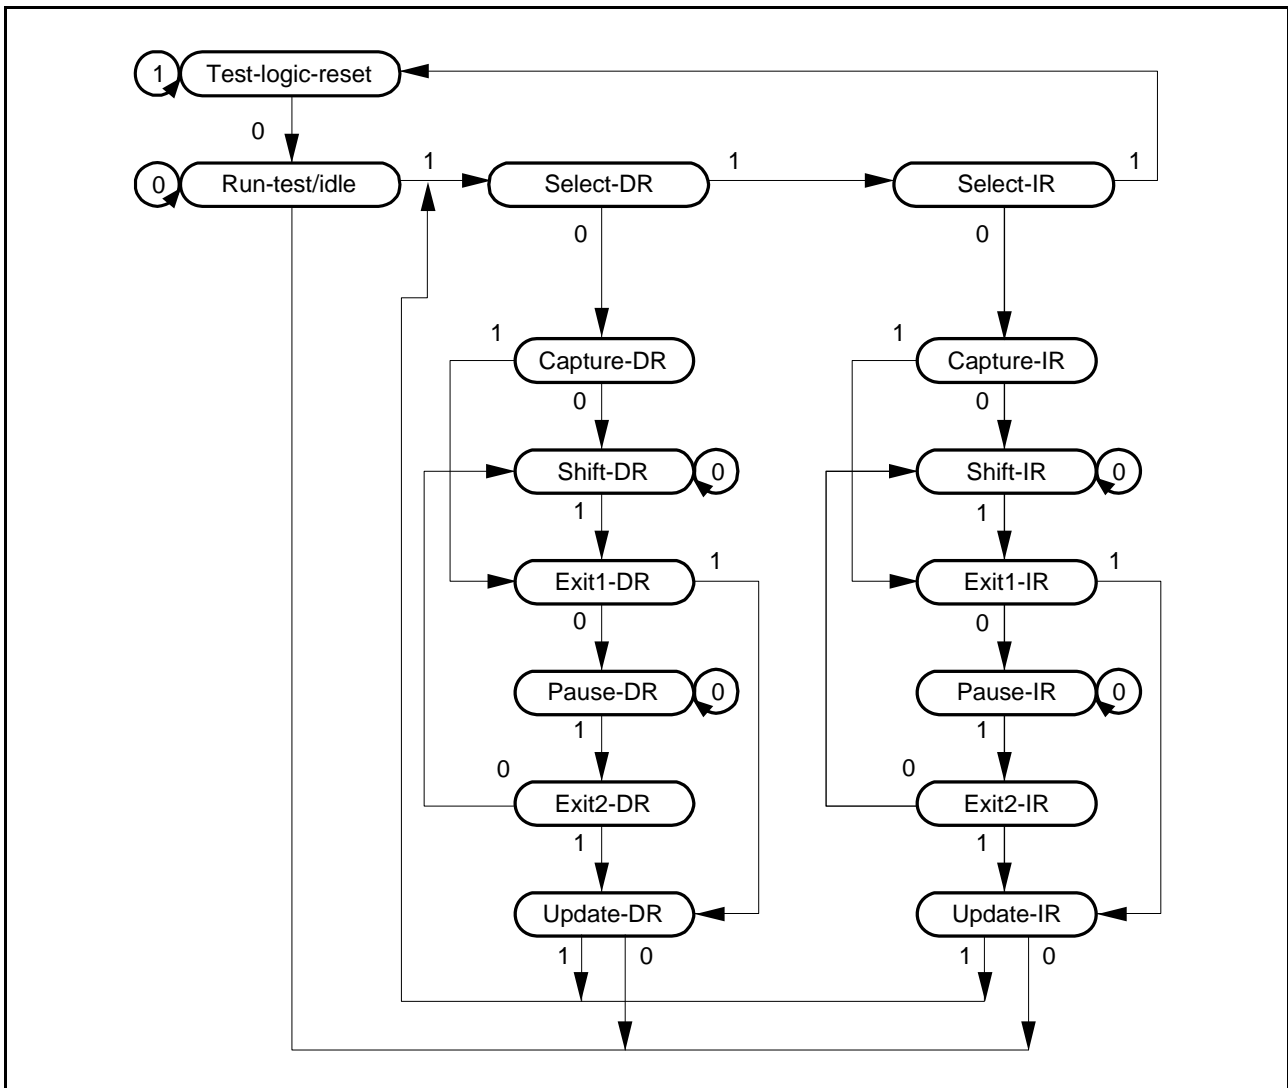 1 Test-logic-reset
0
0 Run-test/idle 1 Select-DR 1 Select-IR 1
0 0
1 1
Capture-DR Capture-IR
0 0
Shift-DR 0 Shift-IR 0
1 1
Exit1-DR 1 Exit1-IR 1
0 0
Pause-DR 0 Pause-IR 0
1 1
0 0
Exit2-DR Exit2-IR
1 1
Update-DR Update-IR
1 0 1 0